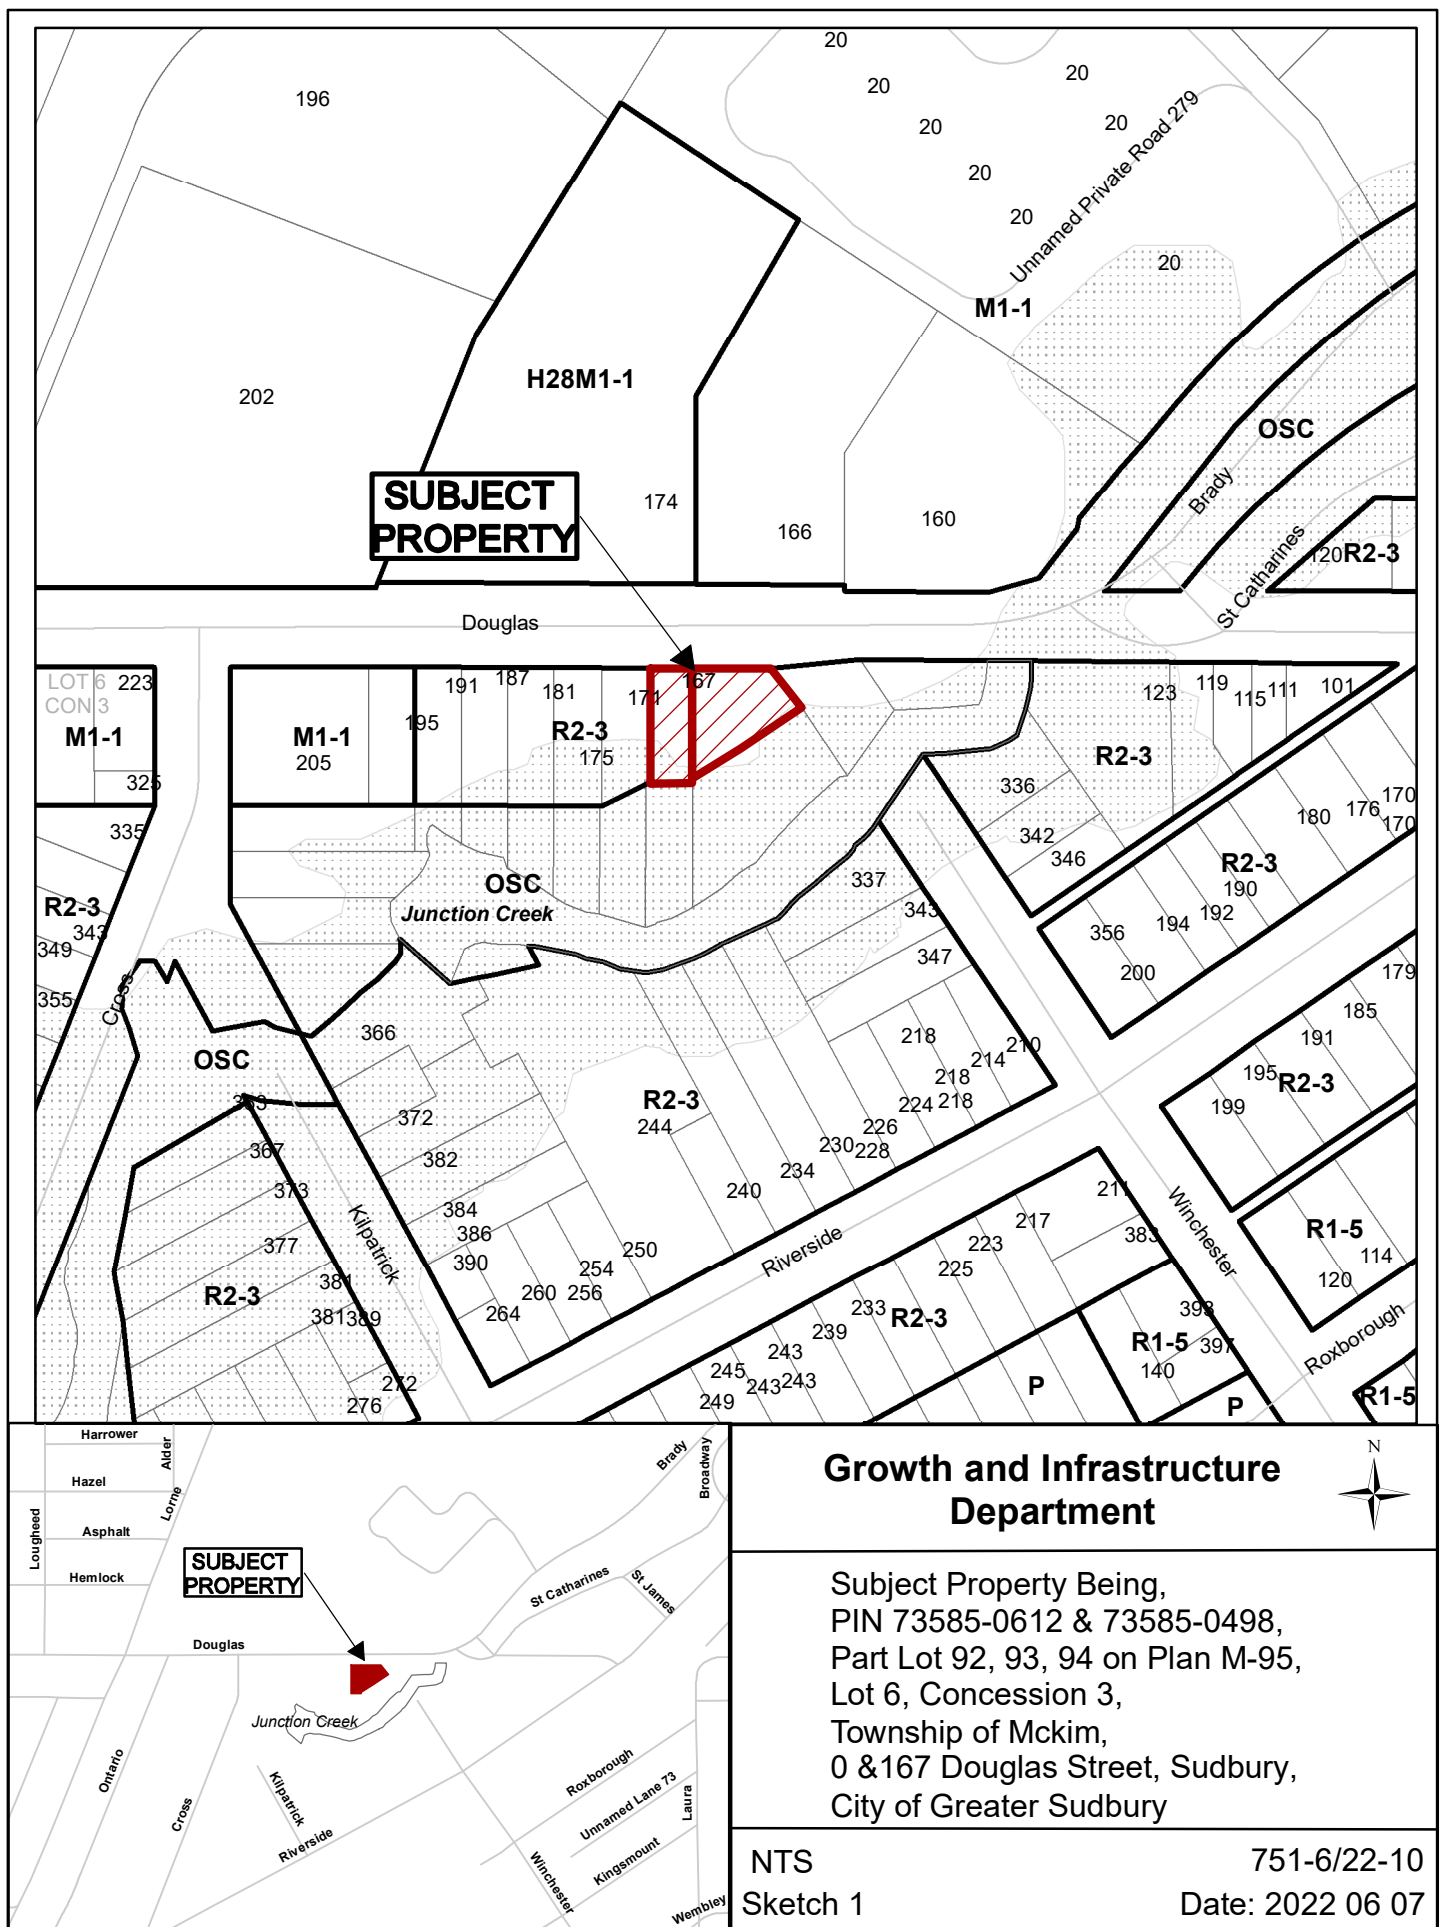 196
20
20
20
20
20
20
20
20
Unnamed Private Road 279
M1-1
202
H28M1-1
SUBJECT
PROPERTY
174
166
160
OSC
Brady
St Catharines
120
R2-3
Douglas
LOT 6
CON 3
223
M1-1
325
M1-1
205
195
191
187
181
R2-3
175
171
167
123
119
115
111
101
R2-3
336
342
346
335
R2-3
343
349
355
Cross
OSC
Junction Creek
337
343
347
180
176
170
170
R2-3
190
192
194
356
200
179
185
191
195
R2-3
199
366
OSC
363
372
382
384
386
390
R2-3
244
240
234
230
228
226
224
218
218
218
214
210
250
254
256
260
264
367
373
377
381
R2-3
381
389
272
276
Kilpatrick
Riverside
Winchester
211
217
383
223
225
233
R2-3
239
243
243
243
245
249
393
R1-5
397
140
P
P
R1-5
114
120
Roxborough
R1-5
Harrower
Alder
Hazel
Lorne
Lougheed
Asphalt
Hemlock
SUBJECT
PROPERTY
Douglas
Brady
Broadway
St Catharines
St James
Junction Creek
Ontario
Cross
Kilpatrick
Riverside
Roxborough
Unnamed Lane 73
Laura
Kingsmount
Winchester
Wembley
Growth and Infrastructure
Department
N
Subject Property Being,
PIN 73585-0612 & 73585-0498,
Part Lot 92, 93, 94 on Plan M-95,
Lot 6, Concession 3,
Township of Mckim,
0 &167 Douglas Street, Sudbury,
City of Greater Sudbury
NTS
751-6/22-10
Sketch 1
Date: 2022 06 07